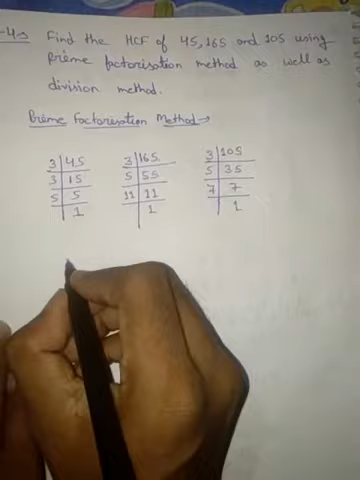 -4→ Find the HCF of 45, 165 and 105 using
Prime factorisation method as well as
division method.
Prime Factorisation Method→
3 45 3 165 3 105
3 15 5 55 5 35
5 5 11 11 7 7
1 1 1